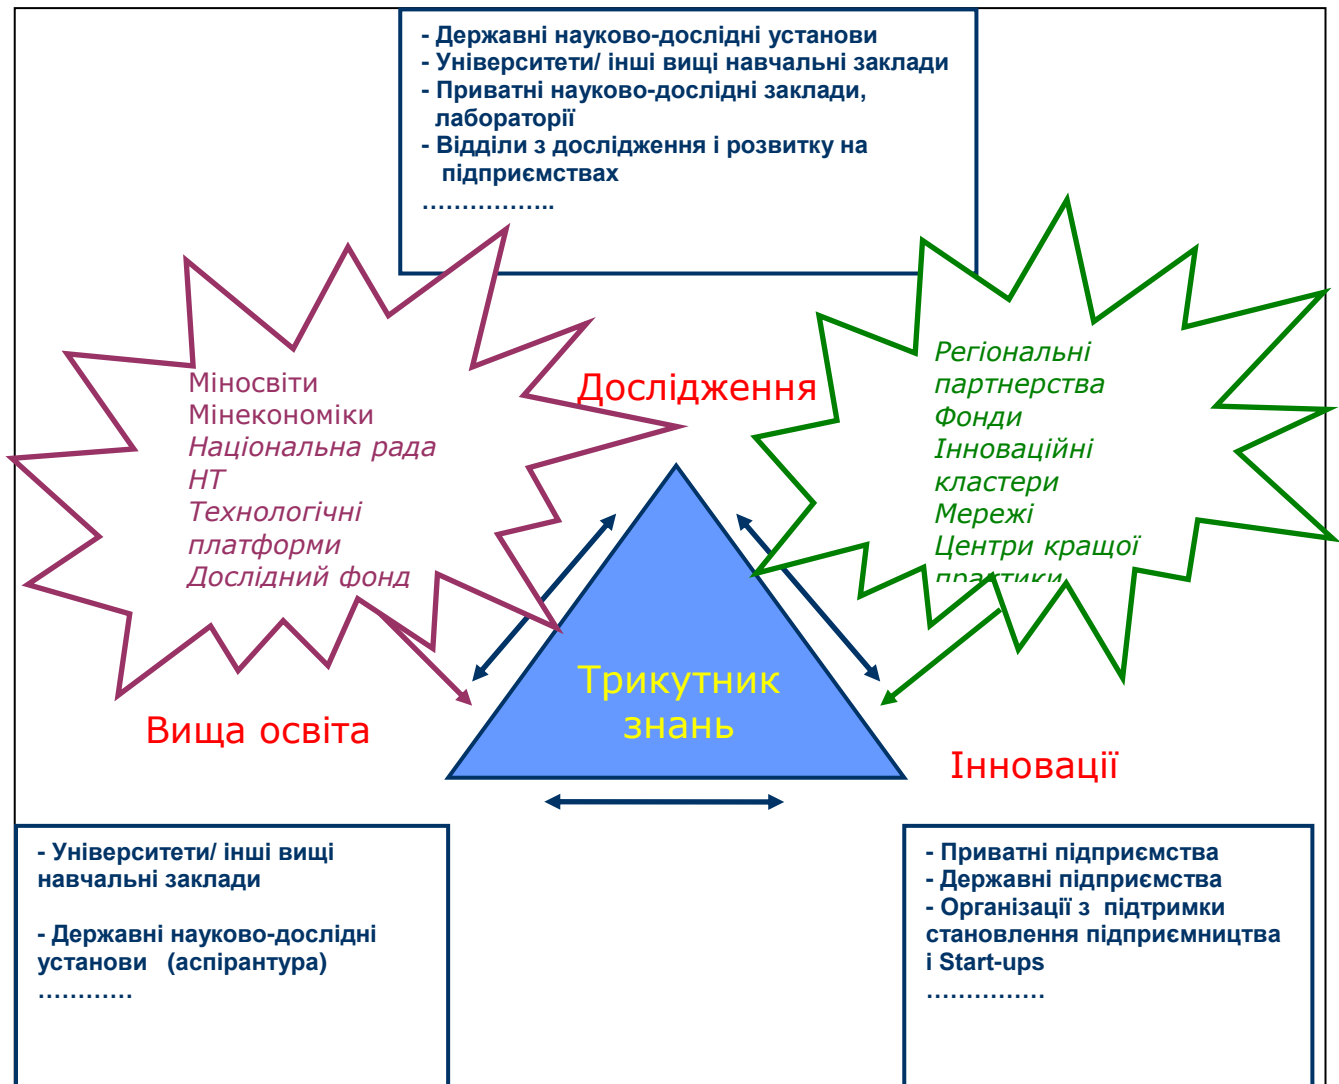 - Державні науково-дослідні установи
- Університети/ інші вищі навчальні заклади
- Приватні науково-дослідні заклади,
лабораторії
- Відділи з дослідження і розвитку на
підприємствах
……………..
Міносвіти
Мінекономіки
Національна рада
НТ
Технологічні
платформи
Дослідний фонд
Дослідження
Регіональні
партнерства
Фонди
Інноваційні
кластери
Мережі
Центри кращої
практики
Трикутник
знань
Вища освіта
Інновації
- Університети/ інші вищі
навчальні заклади
- Державні науково-дослідні
установи (аспірантура)
…………
- Приватні підприємства
- Державні підприємства
- Організації з підтримки
становлення підприємництва
і Start-ups
……………